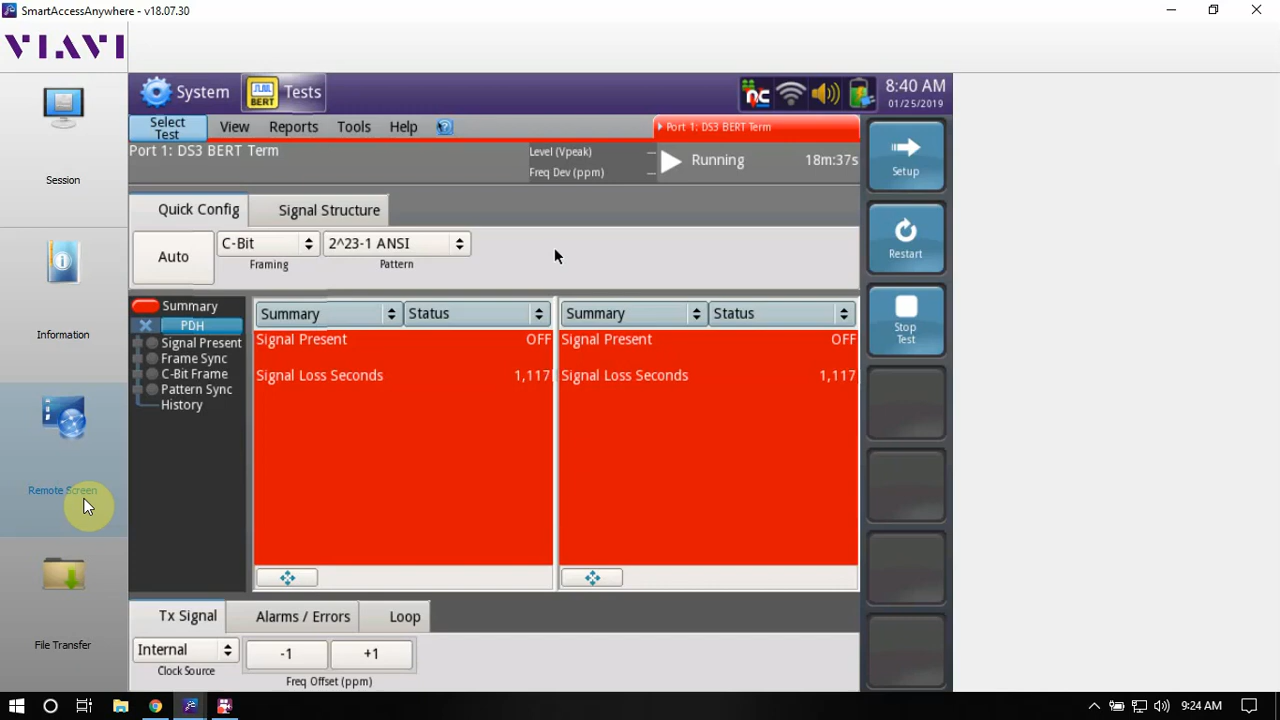 SmartAccessAnywhere - v18.07.30
VIAVI
System
BERT
Tests
8:40 AM
01/25/2019
Select Test
View
Reports
Tools
Help
Port 1: DS3 BERT Term
Port 1: DS3 BERT Term
Level (Vpeak)
Freq Dev (ppm)
Running
18m:37s
Quick Config
Signal Structure
Auto
C-Bit
2^23-1 ANSI
Framing
Pattern
Summary
PDH
Signal Present
Frame Sync
C-Bit Frame
Pattern Sync
History
Summary
Status
Signal Present OFF
Signal Loss Seconds 1,117
Summary
Status
Signal Present OFF
Signal Loss Seconds 1,117
Tx Signal
Alarms / Errors
Loop
Internal
-1
+1
Clock Source
Freq Offset (ppm)
Setup
Restart
Stop
Test
Session
Information
Remote Screen
File Transfer
9:24 AM